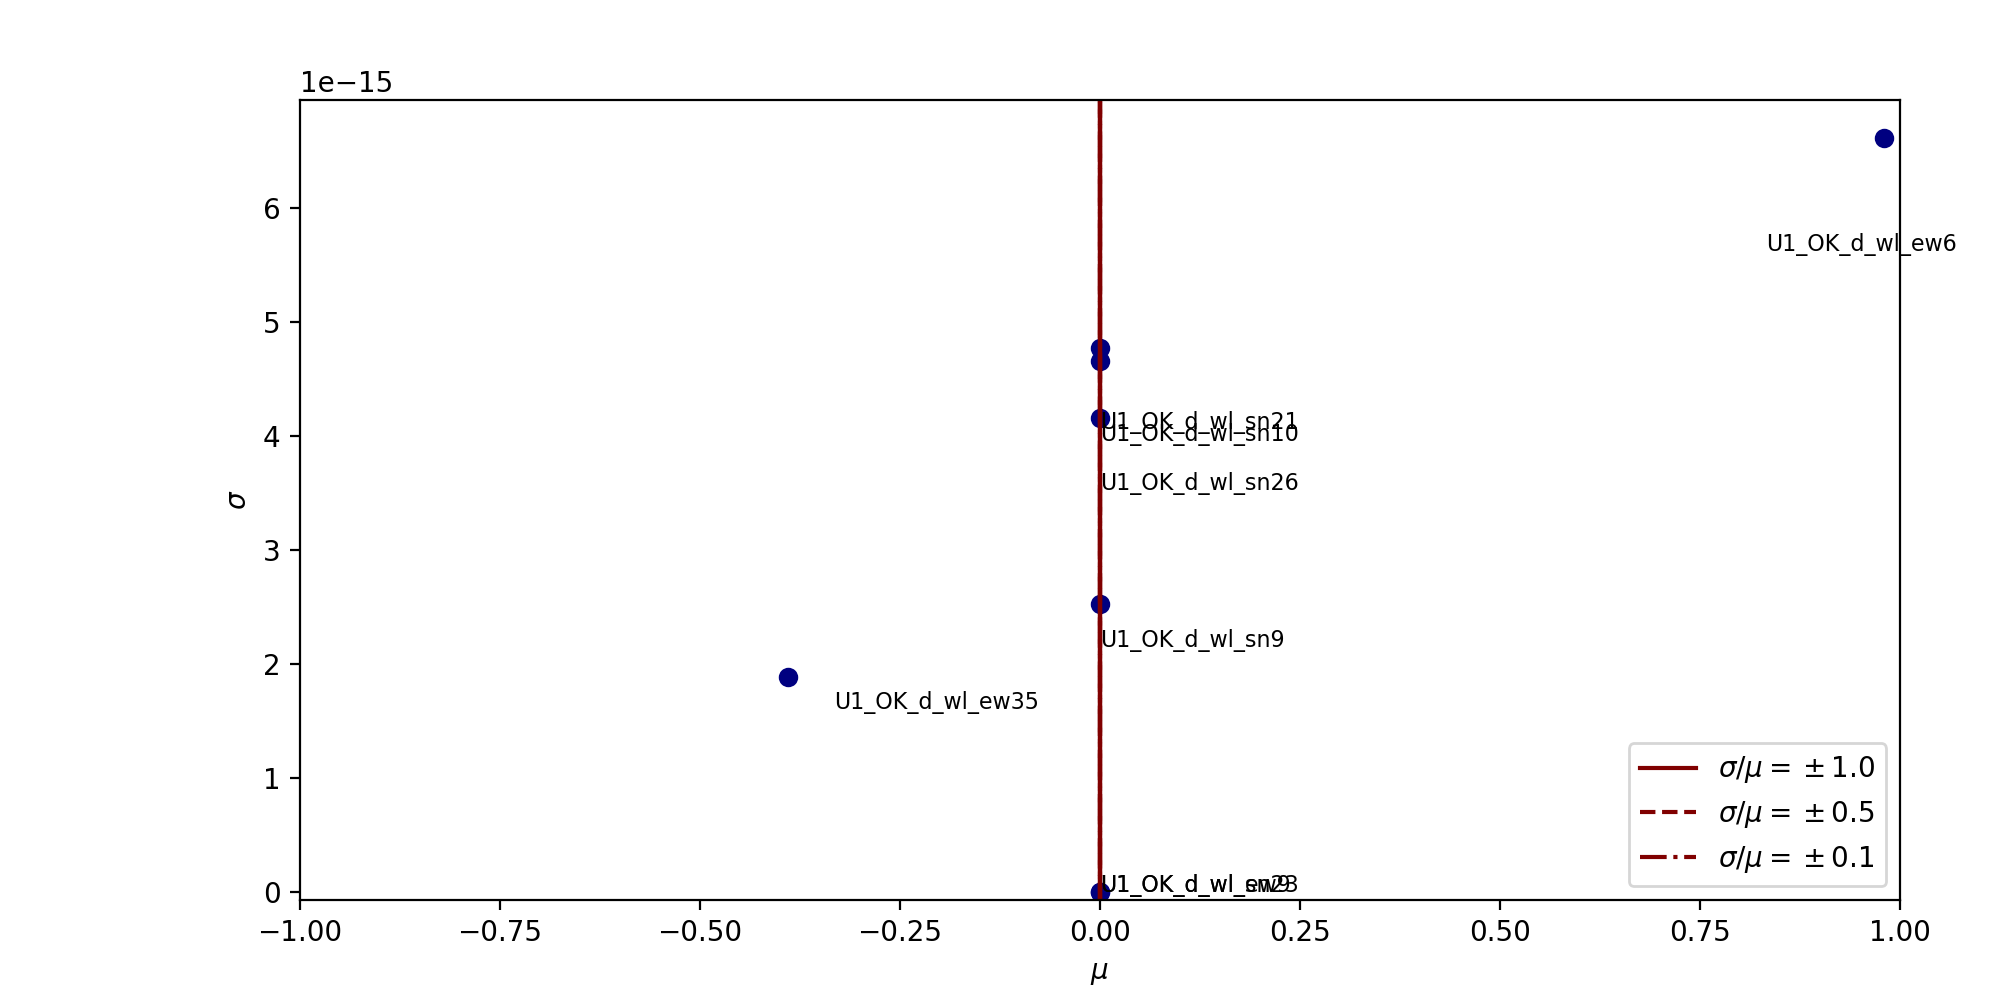 1e−15
6
U1_OK_d_wl_ew6
5
U1_OK_d_wl_sn21
4
U1_OK_d_wl_sn10
U1_OK_d_wl_sn26
σ
3
U1_OK_d_wl_sn9
2
U1_OK_d_wl_ew35
1
σ/μ = ±1.0
σ/μ = ±0.5
σ/μ = ±0.1
0
U1_OK_d_wl_ew9
U1_OK_d_wl_sn23
−1.00 −0.75 −0.50 −0.25 0.00 0.25 0.50 0.75 1.00
μ